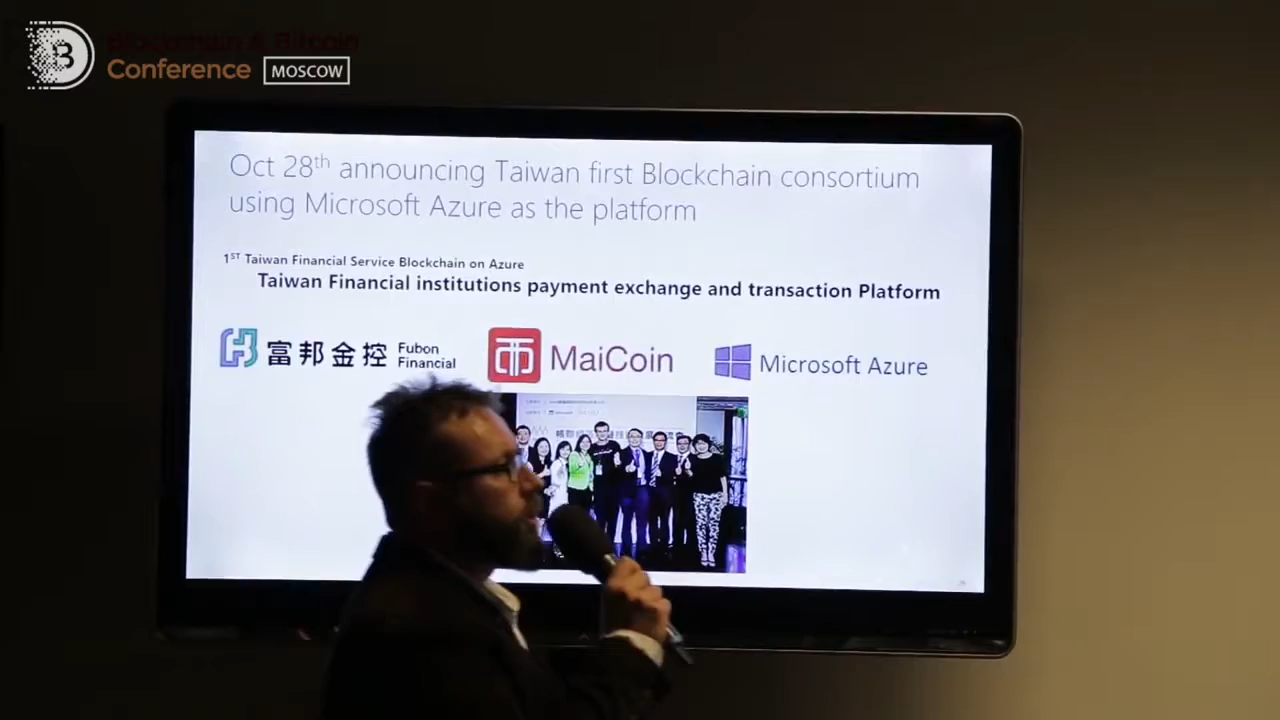 Blockchain & Bitcoin
Conference MOSCOW
Oct 28th announcing Taiwan first Blockchain consortium
using Microsoft Azure as the platform
1ST Taiwan Financial Service Blockchain on Azure
Taiwan Financial institutions payment exchange and transaction Platform
富邦金控 Fubon
Financial
MaiCoin
Microsoft Azure